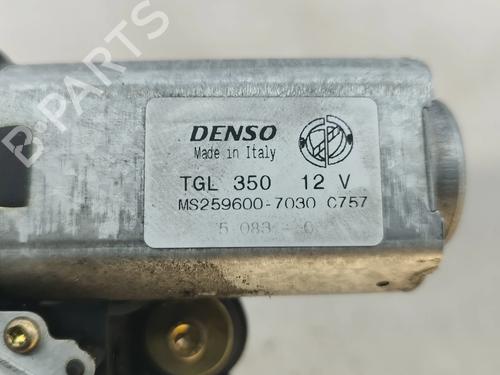 DENSO
Made in Italy
TGL 350 12 V
MS259600-7030 C757
B-PARTS